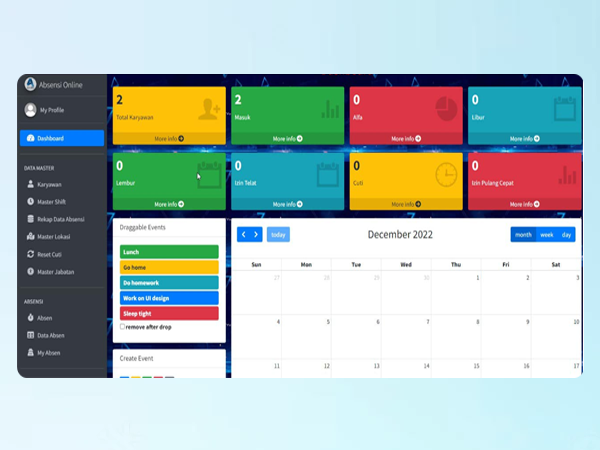 Absensi Online
My Profile
Dashboard
DATA MASTER
Karyawan
Master Shift
Rekap Data Absensi
Master Lokasi
Reset Cuti
Master Jabatan
ABSENSI
Absen
Data Absen
My Absen
2
Total Karyawan
More info
2
Masuk
More info
0
Alfa
More info
0
Libur
More info
0
Lembur
More info
0
Izin Telat
More info
0
Cuti
More info
0
Izin Pulang Cepat
More info
Draggable Events
Lunch
Go home
Do homework
Work on UI design
Sleep tight
remove after drop
Create Event
today
December 2022
month week day
Sun Mon Tue Wed Thu Fri Sat
27 28 29 30 1 2 3
4 5 6 7 8 9 10
11 12 13 14 15 16 17